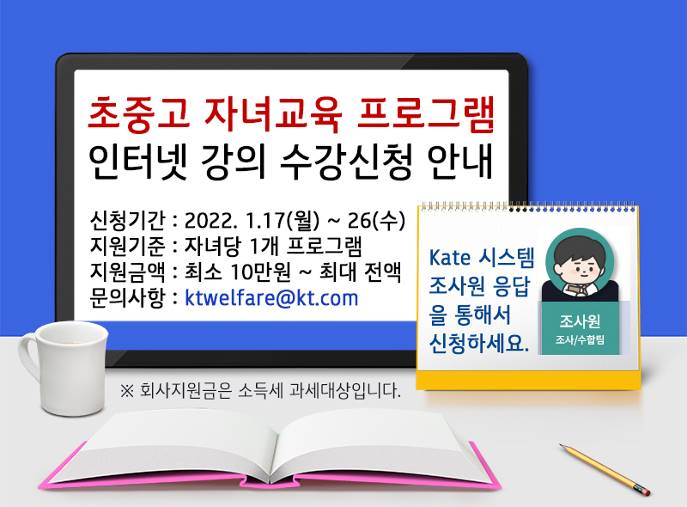 초중고 자녀교육 프로그램
인터넷 강의 수강신청 안내
신청기간 : 2022. 1.17(월) ~ 26(수)
지원기준 : 자녀당 1개 프로그램
지원금액 : 최소 10만원 ~ 최대 전액
문의사항 : ktwelfare@kt.com
Kate 시스템
조사원 응답
을 통해서
신청하세요.
조사원
조사/수합팀
※ 회사지원금은 소득세 과세대상입니다.